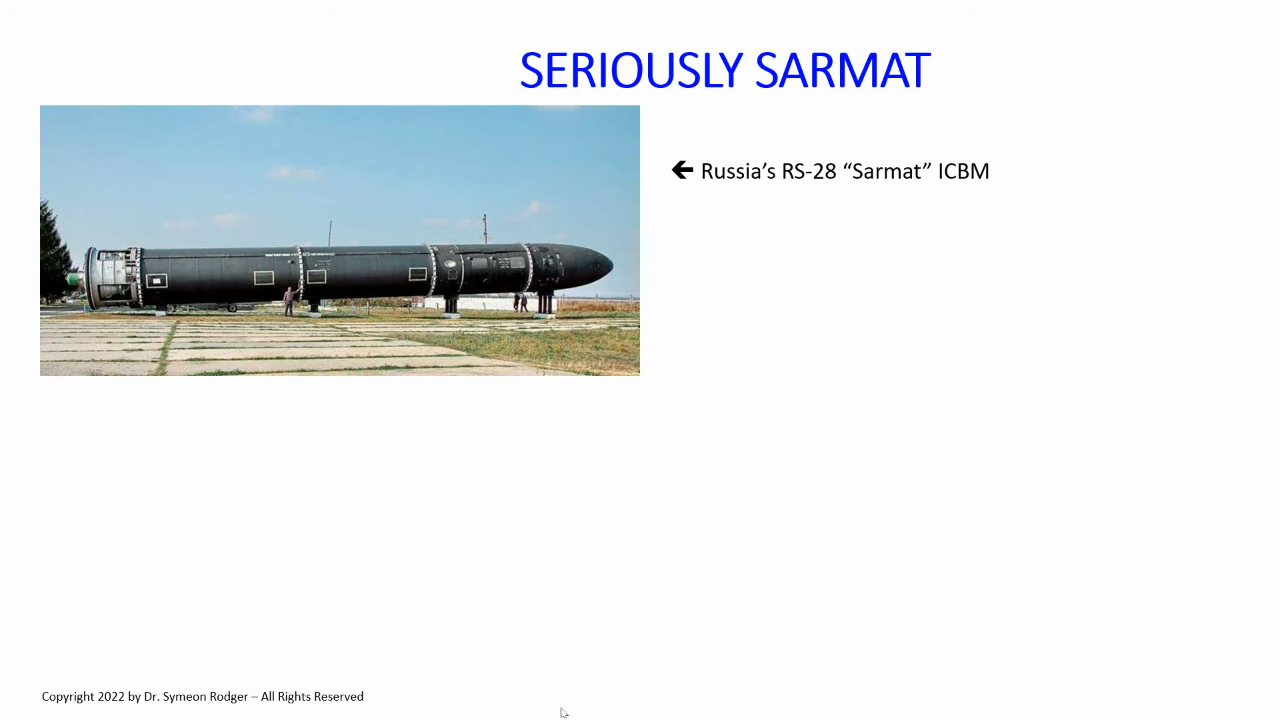 SERIOUSLY SARMAT
🡸 Russia’s RS-28 “Sarmat” ICBM
Copyright 2022 by Dr. Symeon Rodger – All Rights Reserved